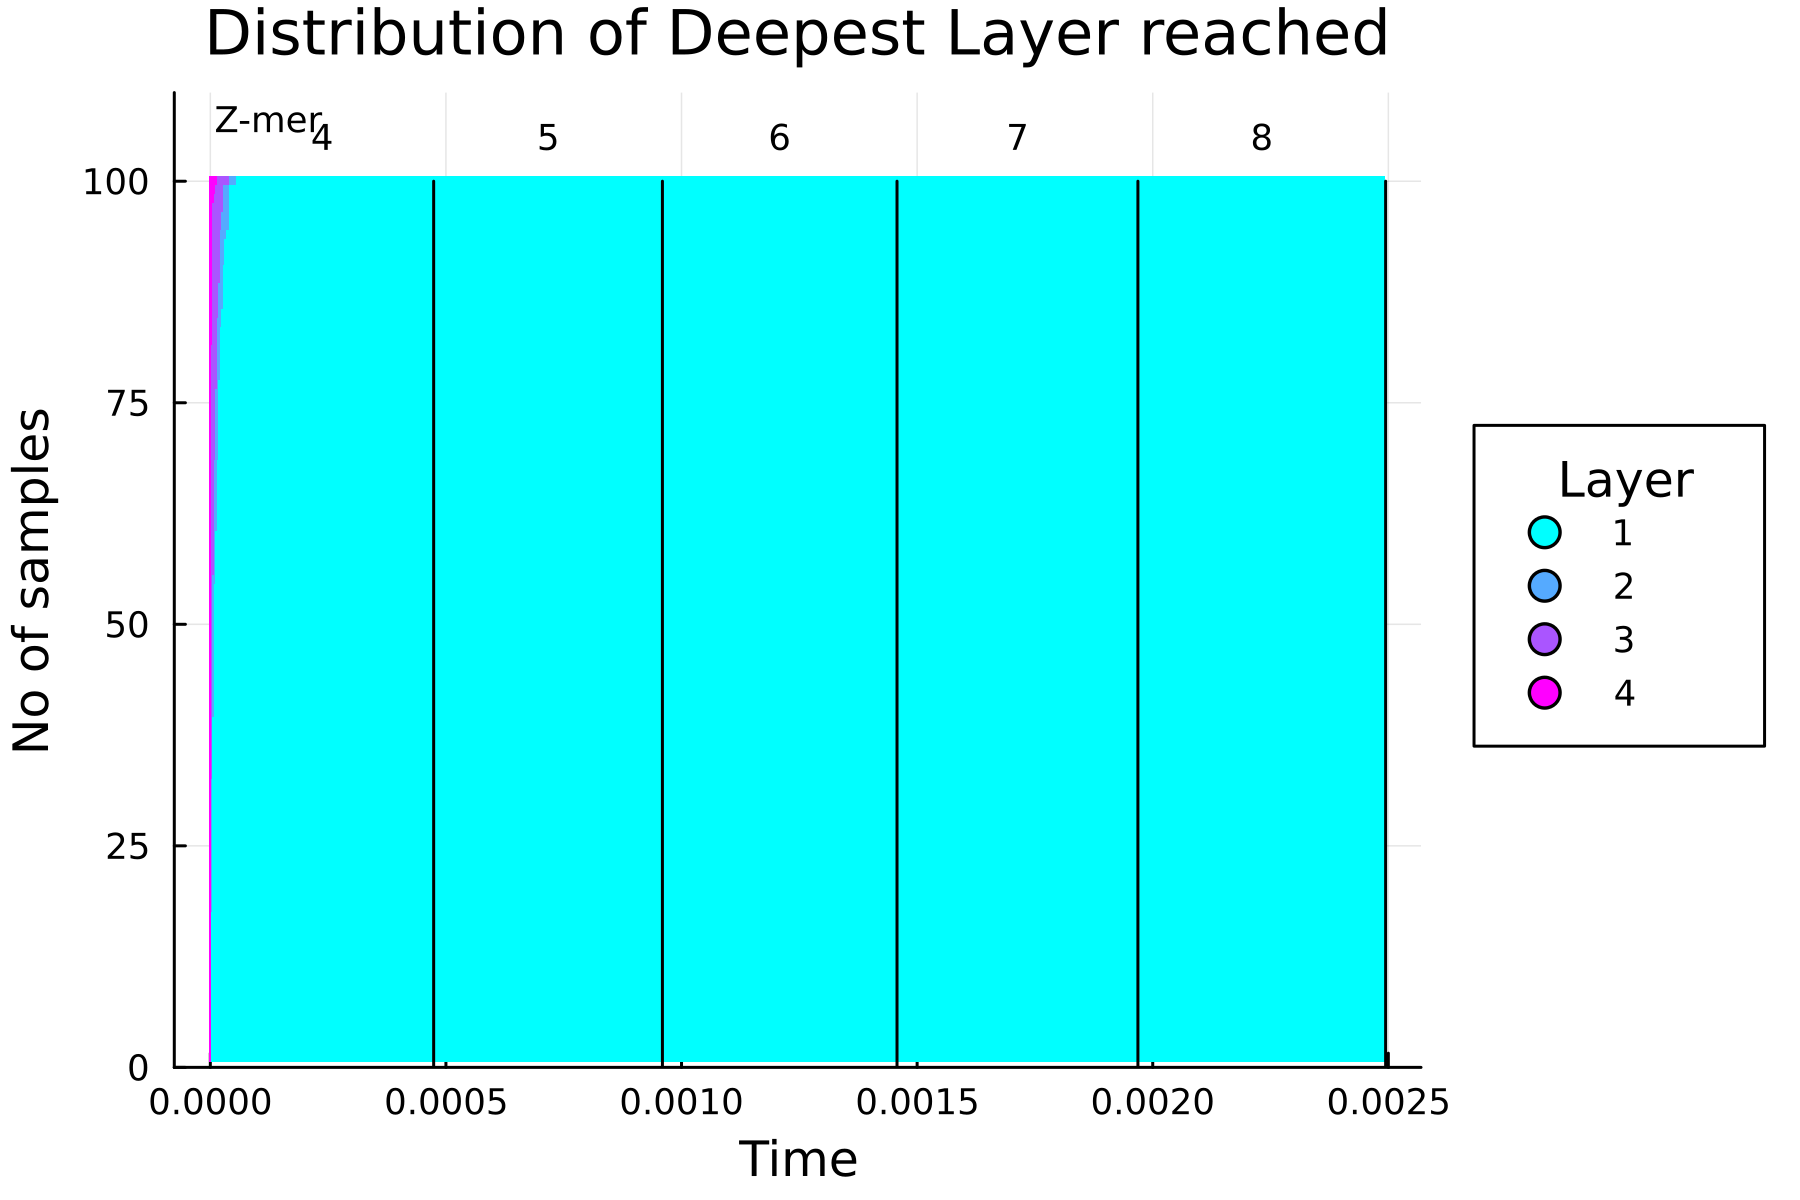 Distribution of Deepest Layer reached
Z-mer 4 5 6 7 8
100
75
50
25
0
No of samples
0.0000 0.0005 0.0010 0.0015 0.0020 0.0025
Time
Layer
1
2
3
4